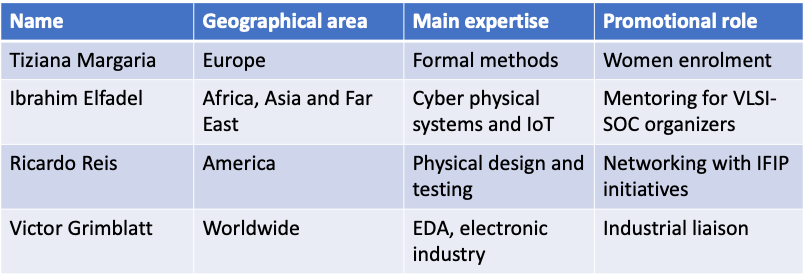 Name Geographical area Main expertise Promotional role
Tiziana Margaria Europe Formal methods Women enrolment
Ibrahim Elfadel Africa, Asia and Far Cyber physical Mentoring for VLSI-
East systems and IoT SOC organizers
Ricardo Reis America Physical design and Networking with IFIP
testing initiatives
Victor Grimblatt Worldwide EDA, electronic Industrial liaison
industry